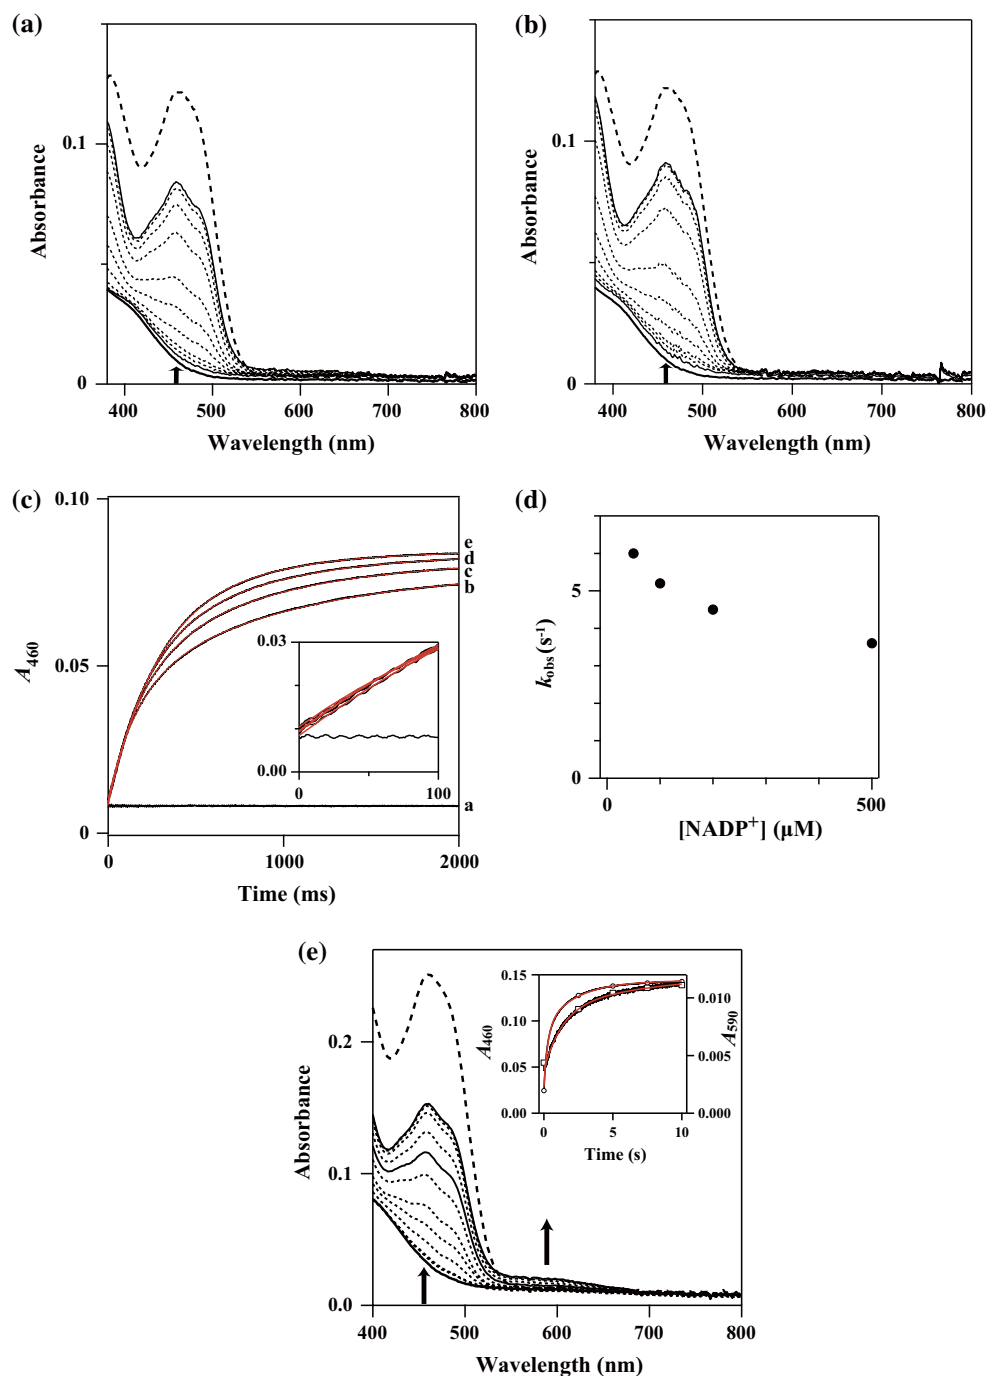 (a)
Absorbance
0.1
0
400 500 600 700 800
Wavelength (nm)
(b)
Absorbance
0.1
0
400 500 600 700 800
Wavelength (nm)
(c)
A460
0.10
0.05
0
0 1000 2000
Time (ms)
e
d
c
b
a
0.03
0.00
0 100
(d)
kobs (s-1)
5
0
0 500
[NADP+] (µM)
(e)
Absorbance
0.2
0.1
0.0
400 500 600 700 800
Wavelength (nm)
A460
0.15
0.10
0.05
0.00
0 5 10
Time (s)
0.010
0.005
0.000
A590